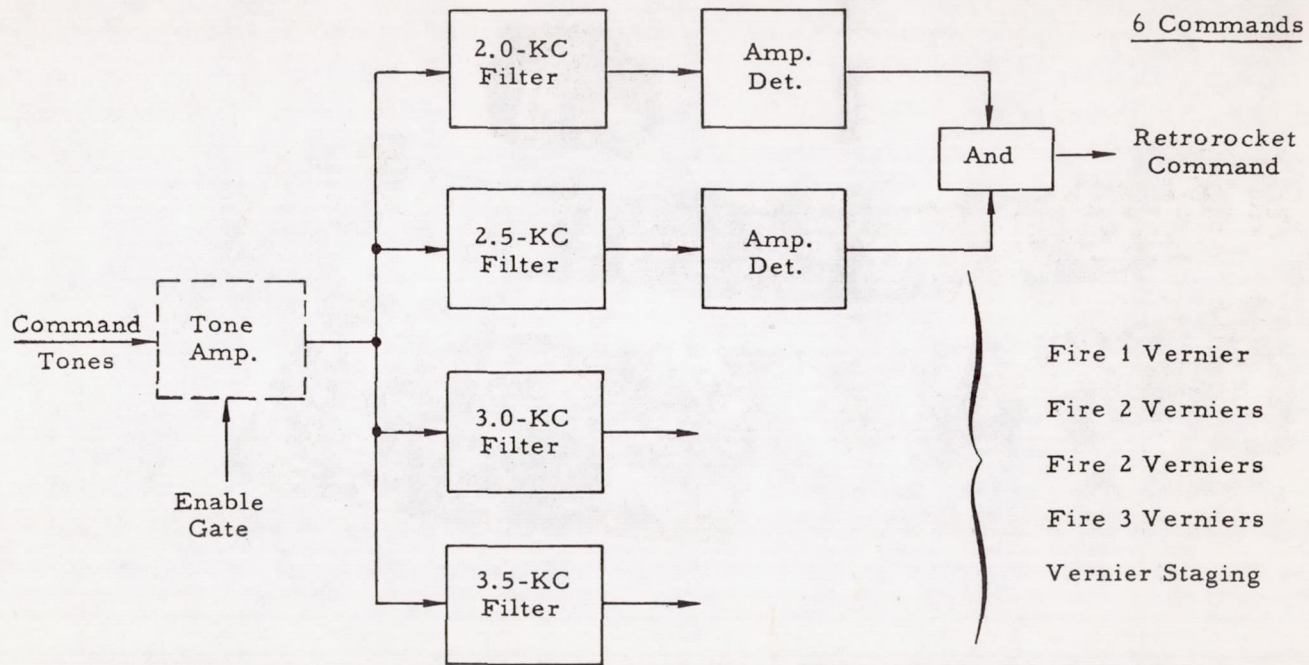 6 Commands
2.0-KC
Filter
Amp.
Det.
And
Retrorocket
Command
2.5-KC
Filter
Amp.
Det.
Command
Tones
Tone
Amp.
Enable
Gate
3.0-KC
Filter
3.5-KC
Filter
Fire 1 Vernier
Fire 2 Verniers
Fire 2 Verniers
Fire 3 Verniers
Vernier Staging